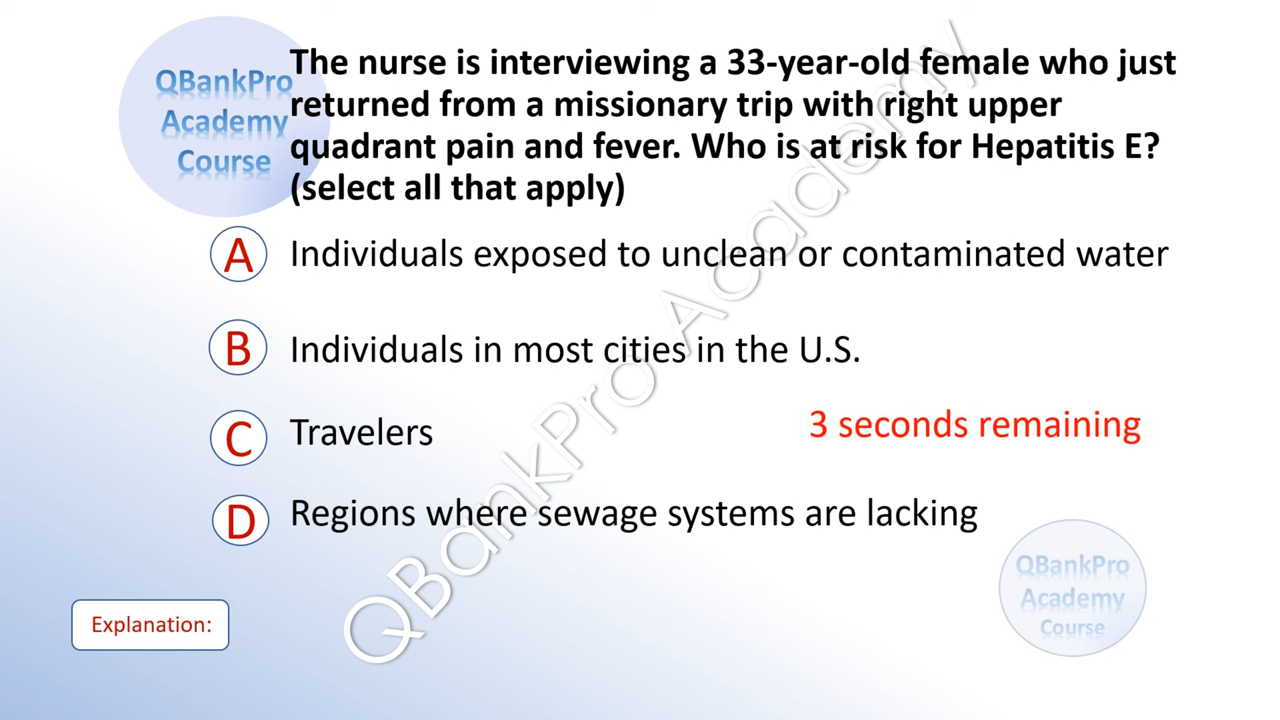 QBankPro
Academy
Course
The nurse is interviewing a 33-year-old female who just
returned from a missionary trip with right upper
quadrant pain and fever. Who is at risk for Hepatitis E?
(select all that apply)
A Individuals exposed to unclean or contaminated water
B Individuals in most cities in the U.S.
C Travelers
3 seconds remaining
D Regions where sewage systems are lacking
Explanation:
QBankPro
Academy
Course
QBankPro Academy